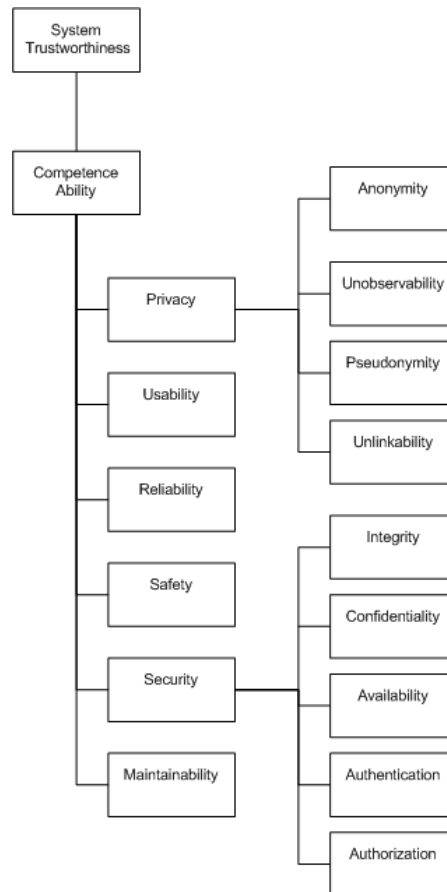 System
Trustworthiness
Competence
Ability
Privacy
Usability
Reliability
Safety
Security
Maintainability
Anonymity
Unobservability
Pseudonymity
Unlinkability
Integrity
Confidentiality
Availability
Authentication
Authorization